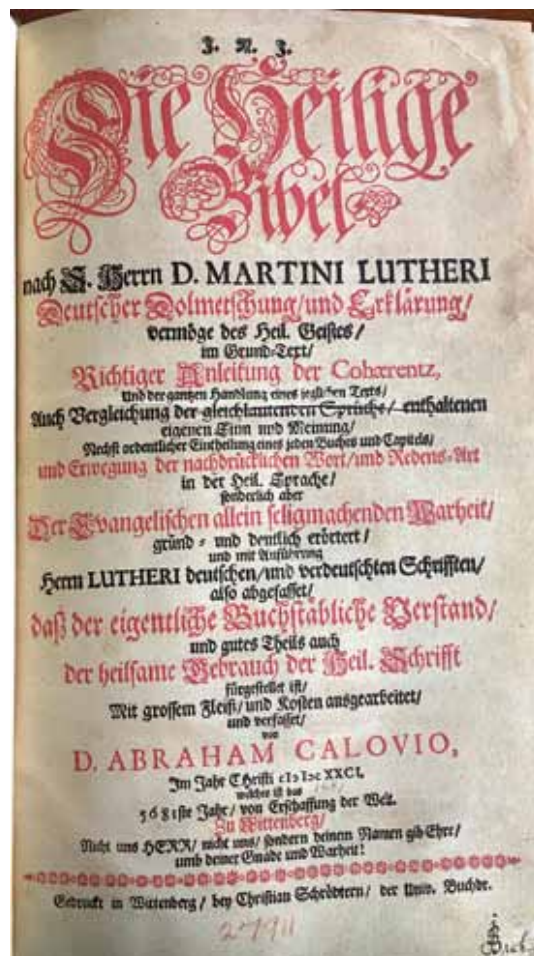 J. N. J.
Die Heilige
Bibel
nach S. Herrn D. MARTINI LUTHERI
Deutscher Dolmetschung/und Erklärung/
vermöge des Heil. Geistes/
im Grund-Text/
Richtiger Anleitung der Cohærentz,
Und der gantzen Handlung eines jeglichen Texts/
Auch Vergleichung der gleichlautenden Sprüche/ enthaltenen
eigenen Sinn und Meinung/
Nechst ordentlicher Eintheilung eines jeden Buches und Capitels/
und Erwegung der nachdrücklichen Wort/und Redens-Art
in der Heil. Sprache/
sonderlich aber
Der Evangelischen allein seligmachenden Warheit/
gründ- und deutlich erörtert/
und mit Anführung
Herrn LUTHERI deutschen/und verdeutschten Schrifften/
also abgefasset/
daß der eigentliche Buchstäbliche Verstand/
und gutes Theils auch
der heilsame Gebrauch der Heil. Schrifft
fürgestellet ist/
Mit grossem Fleiß/und Kosten ausgearbeitet/
und verfasset/
von
D. ABRAHAM CALOVIO,
Im Jahr Christi cIɔ Iɔc XXCI.
welches ist das
5681ste Jahr/ von Erschaffung der Welt.
Zu Wittenberg/
Nicht uns HERR/ nicht uns/ sondern deinem Namen gib Ehre/
umb deiner Gnade und Warheit!
Gedruckt in Wittenberg/ bey Christian Schrödtern/ der Univ. Buchdr.